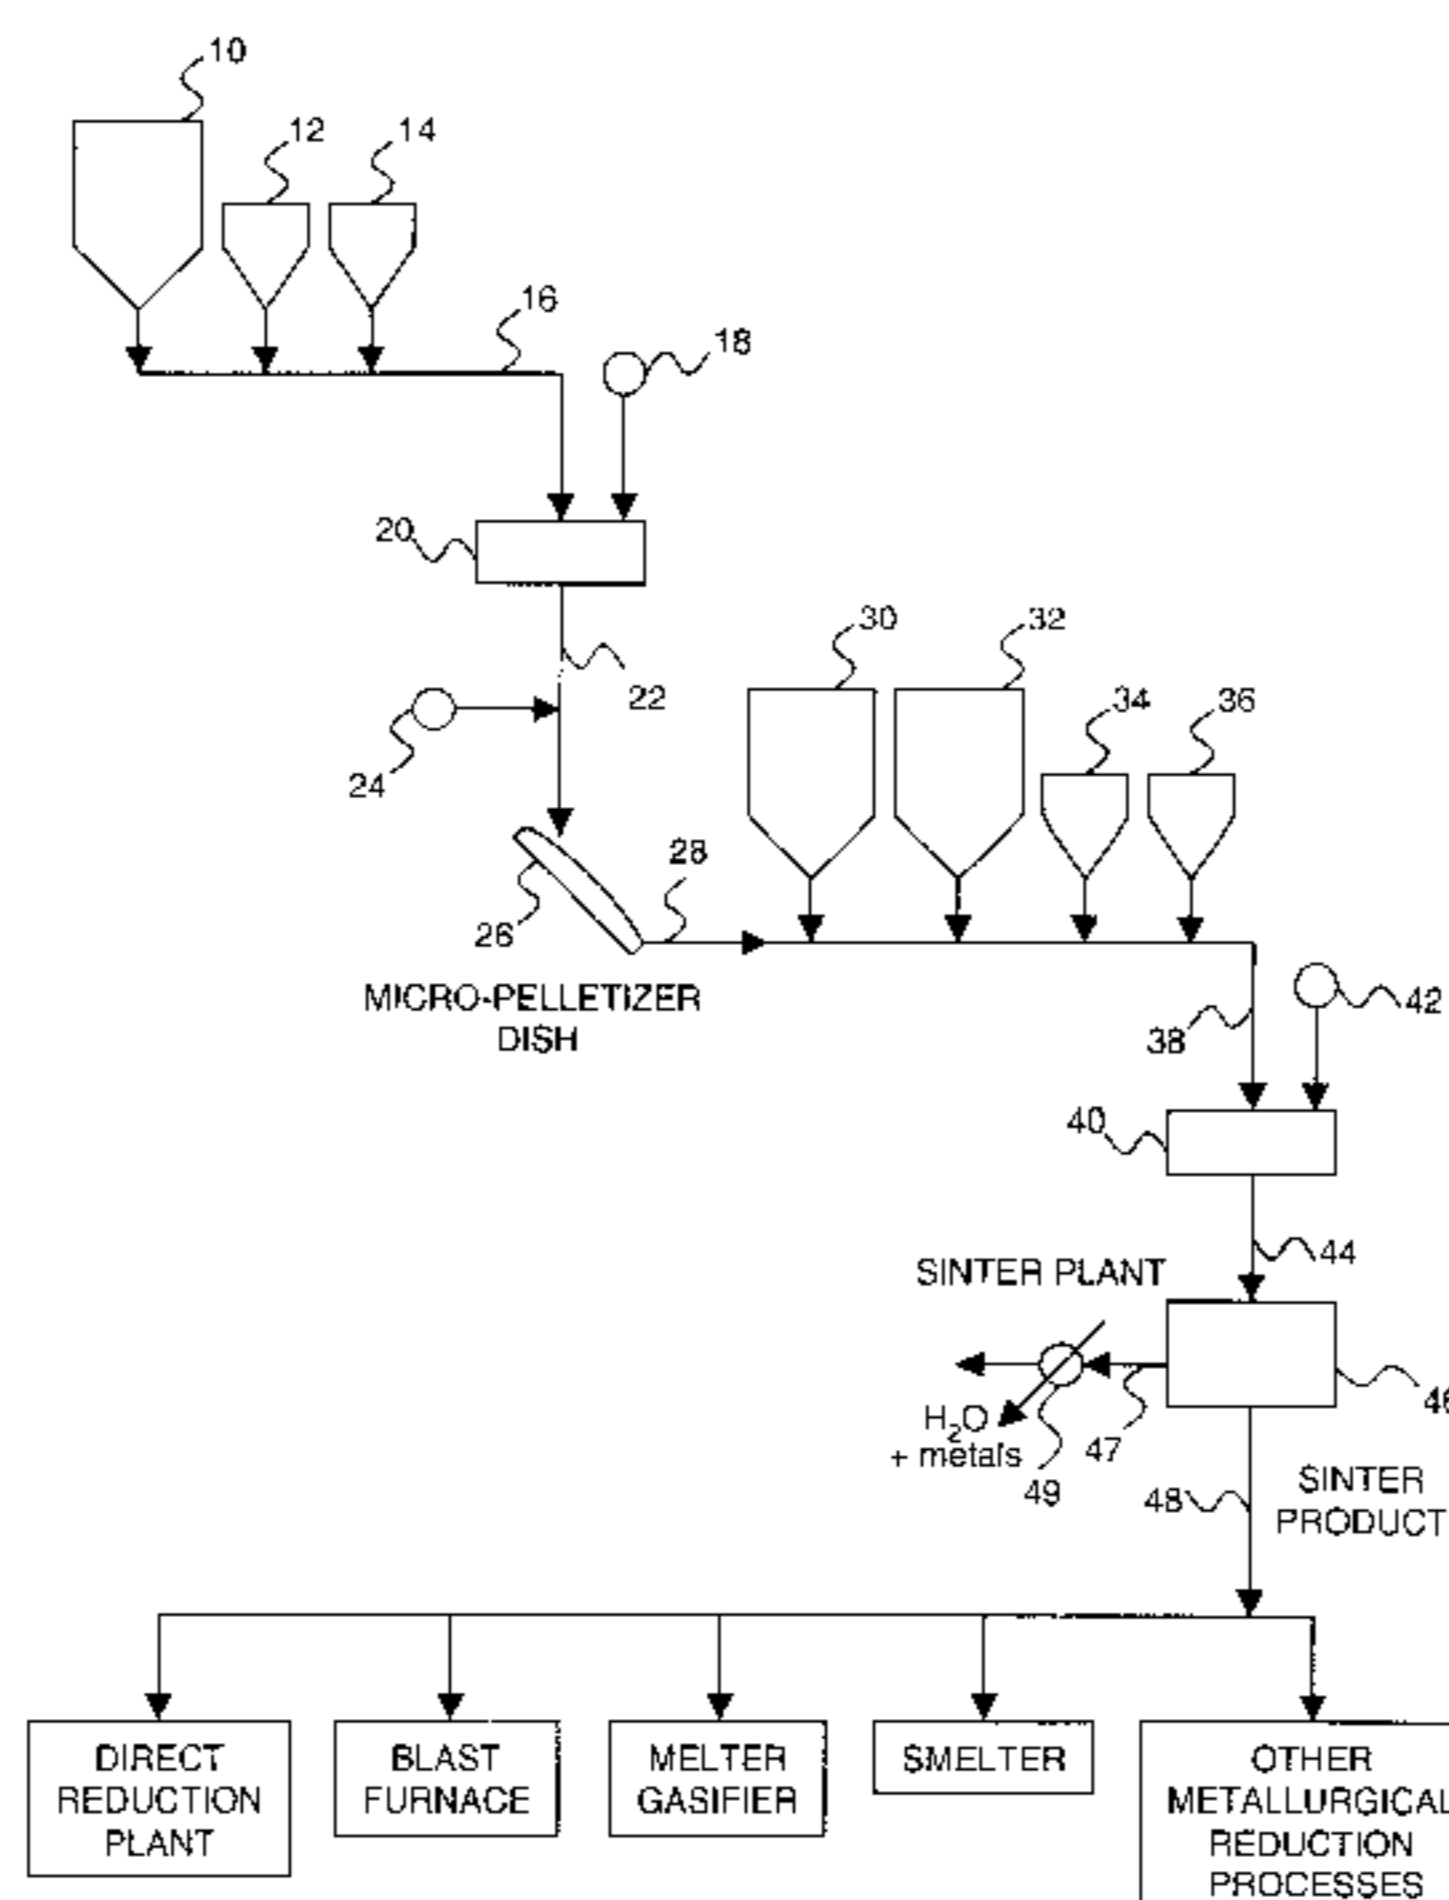 10
12
14
16
18
20
22
24
30
32
34
36
28
26
MICRO-PELLETIZER
DISH
38
42
40
44
SINTER PLANT
46
H₂O
+ metals
47
49
48
SINTER
PRODUCT
DIRECT
REDUCTION
PLANT
BLAST
FURNACE
MELTER
GASIFIER
SMELTER
OTHER
METALLURGICAL
REDUCTION
PROCESSES